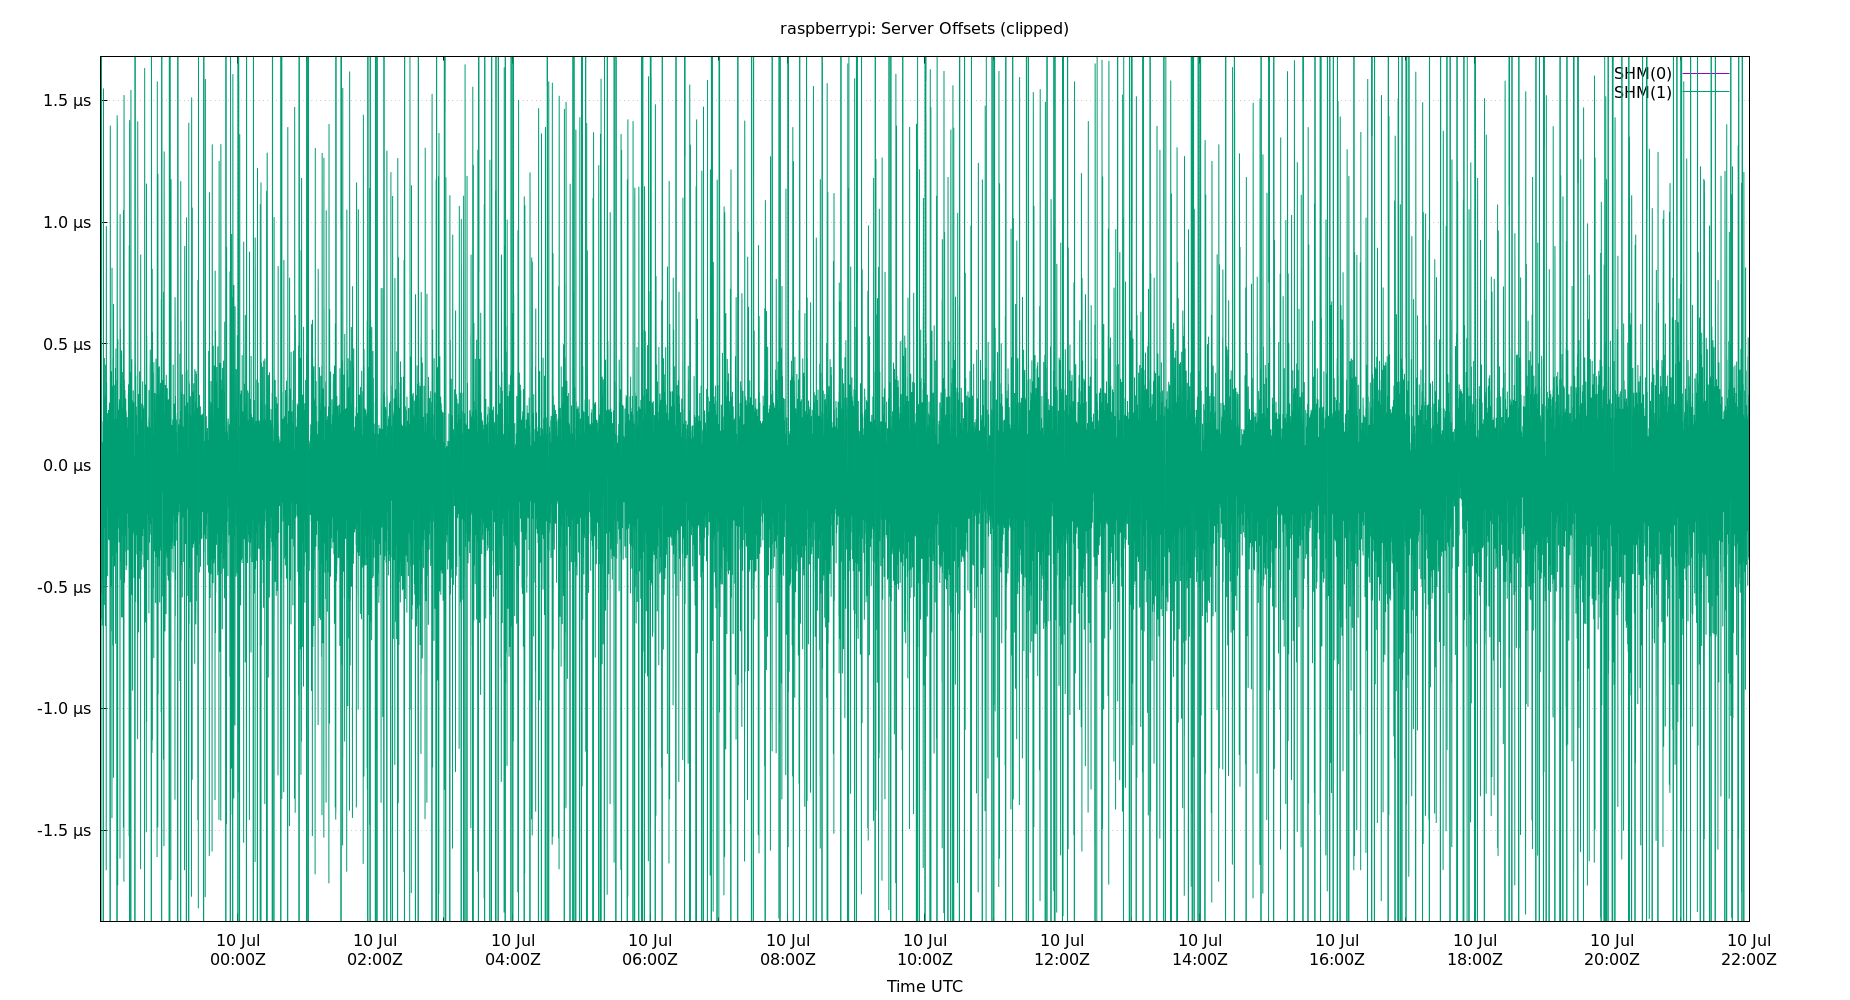 raspberrypi: Server Offsets (clipped)
SHM(0)
SHM(1)
1.5 µs
1.0 µs
0.5 µs
0.0 µs
-0.5 µs
-1.0 µs
-1.5 µs
10 Jul 10 Jul 10 Jul 10 Jul 10 Jul 10 Jul 10 Jul 10 Jul 10 Jul 10 Jul 10 Jul 10 Jul
00:00Z 02:00Z 04:00Z 06:00Z 08:00Z 10:00Z 12:00Z 14:00Z 16:00Z 18:00Z 20:00Z 22:00Z
Time UTC